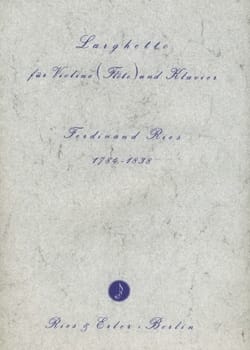 Larghetto
für Violine (Flöte) und Klavier
Ferdinand Ries
1784-1838
Ries & Erler · Berlin